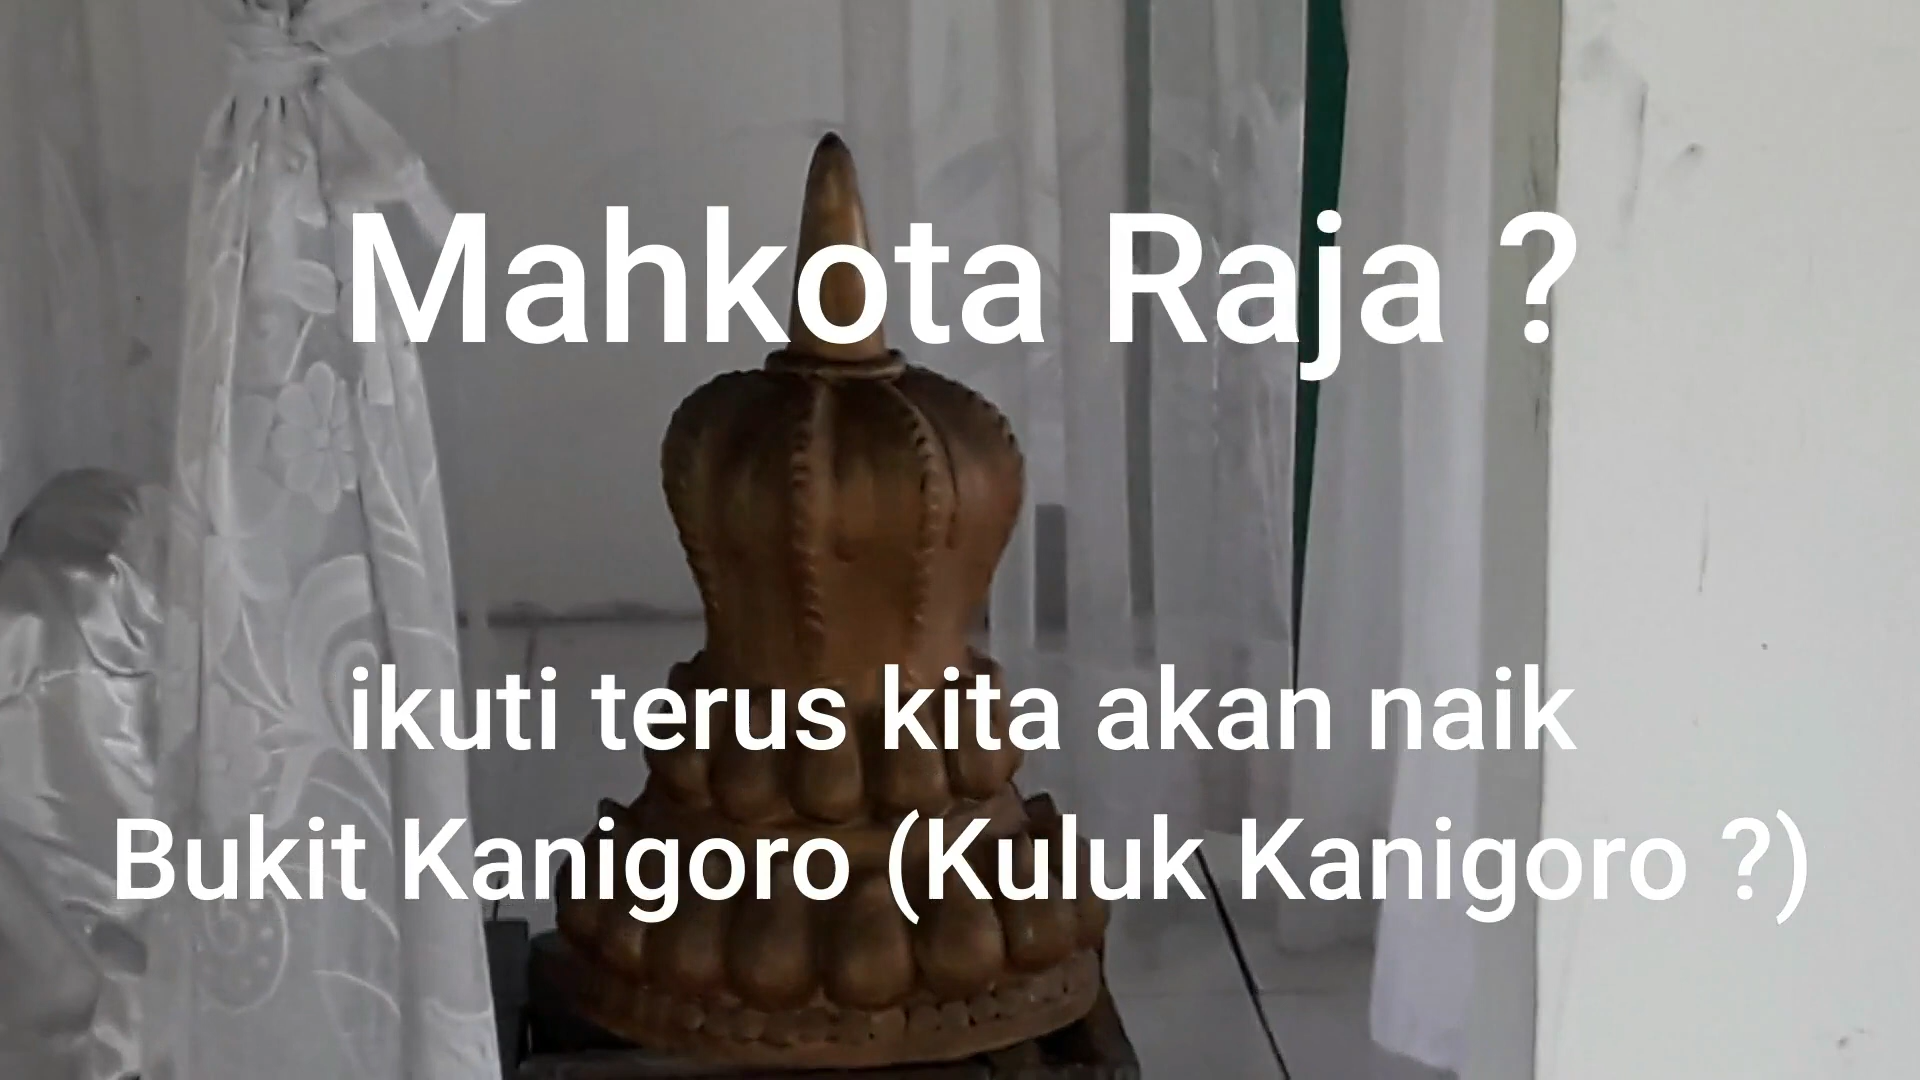 Mahkota Raja ?
ikuti terus kita akan naik
Bukit Kanigoro (Kuluk Kanigoro ?)